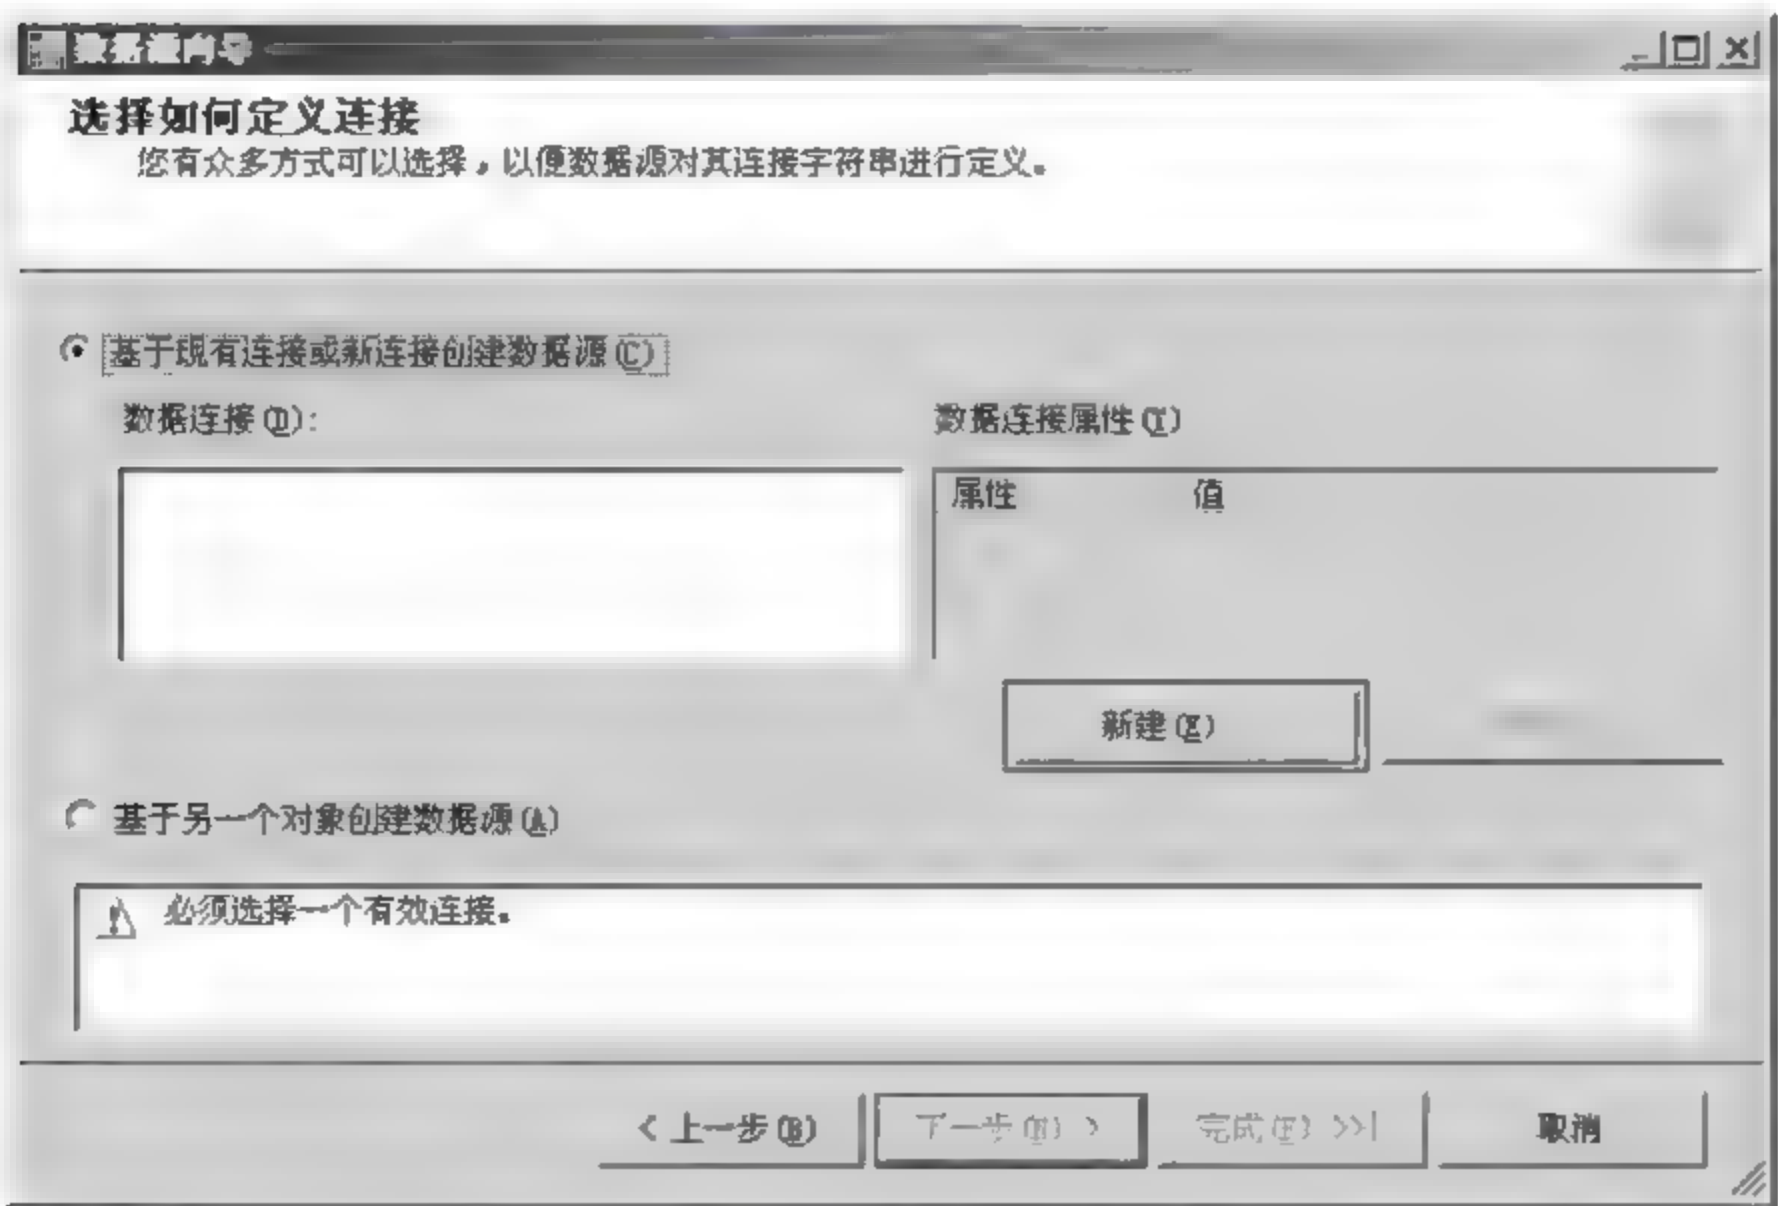 数据源向导
选择如何定义连接
您有众多方式可以选择，以便数据源对其连接字符串进行定义。
基于现有连接或新连接创建数据源(C)
数据连接(D):
数据连接属性(T)
属性 值
新建(E)
基于另一个对象创建数据源(A)
必须选择一个有效连接。
< 上一步(B)
下一步(N) >
完成(F) >>|
取消